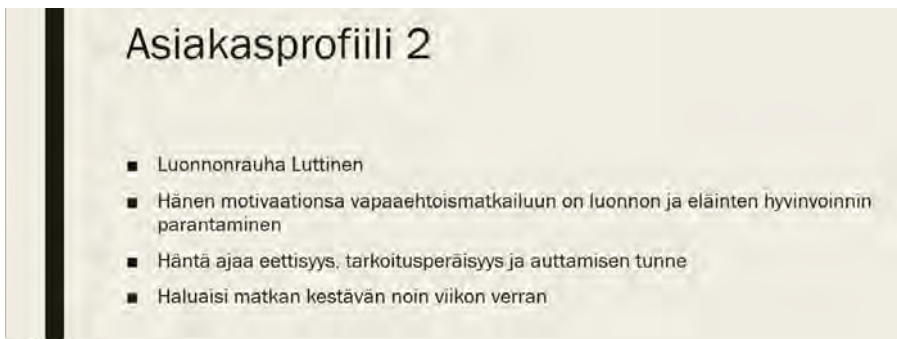 Asiakasprofiili 2
■ Luonnonrauha Luttinen
■ Hänen motivaationsa vapaaehtoismatkailuun on luonnon ja eläinten hyvinvoinnin
parantaminen
■ Häntä ajaa eettisyys, tarkoitusperäisyys ja auttamisen tunne
■ Haluaisi matkan kestävän noin viikon verran